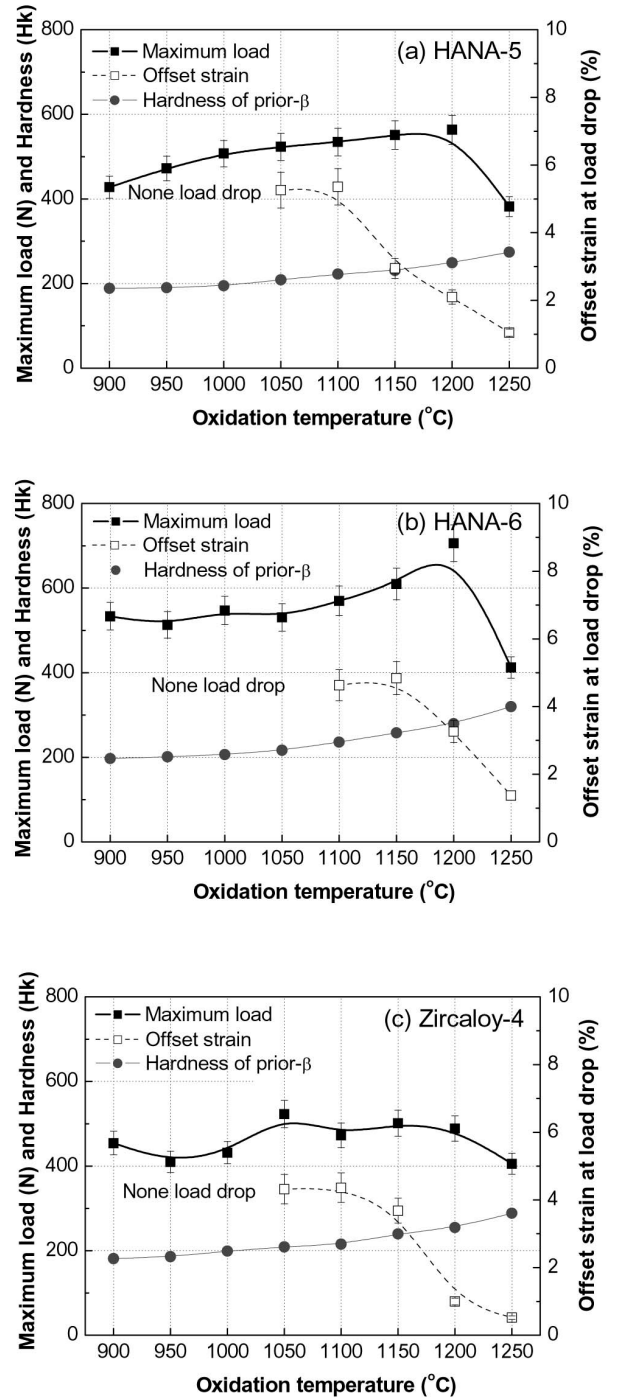 (a) HANA-5
Maximum load
Offset strain
Hardness of prior-β
None load drop
Maximum load (N) and Hardness (Hk)
0
200
400
600
800
Offset strain at load drop (%)
0
2
4
6
8
10
900 950 1000 1050 1100 1150 1200 1250
Oxidation temperature (°C)
(b) HANA-6
Maximum load
Offset strain
Hardness of prior-β
None load drop
Maximum load (N) and Hardness (Hk)
0
200
400
600
800
Offset strain at load drop (%)
0
2
4
6
8
10
900 950 1000 1050 1100 1150 1200 1250
Oxidation temperature (°C)
(c) Zircaloy-4
Maximum load
Offset strain
Hardness of prior-β
None load drop
Maximum load (N) and Hardness (Hk)
0
200
400
600
800
Offset strain at load drop (%)
0
2
4
6
8
10
900 950 1000 1050 1100 1150 1200 1250
Oxidation temperature (°C)